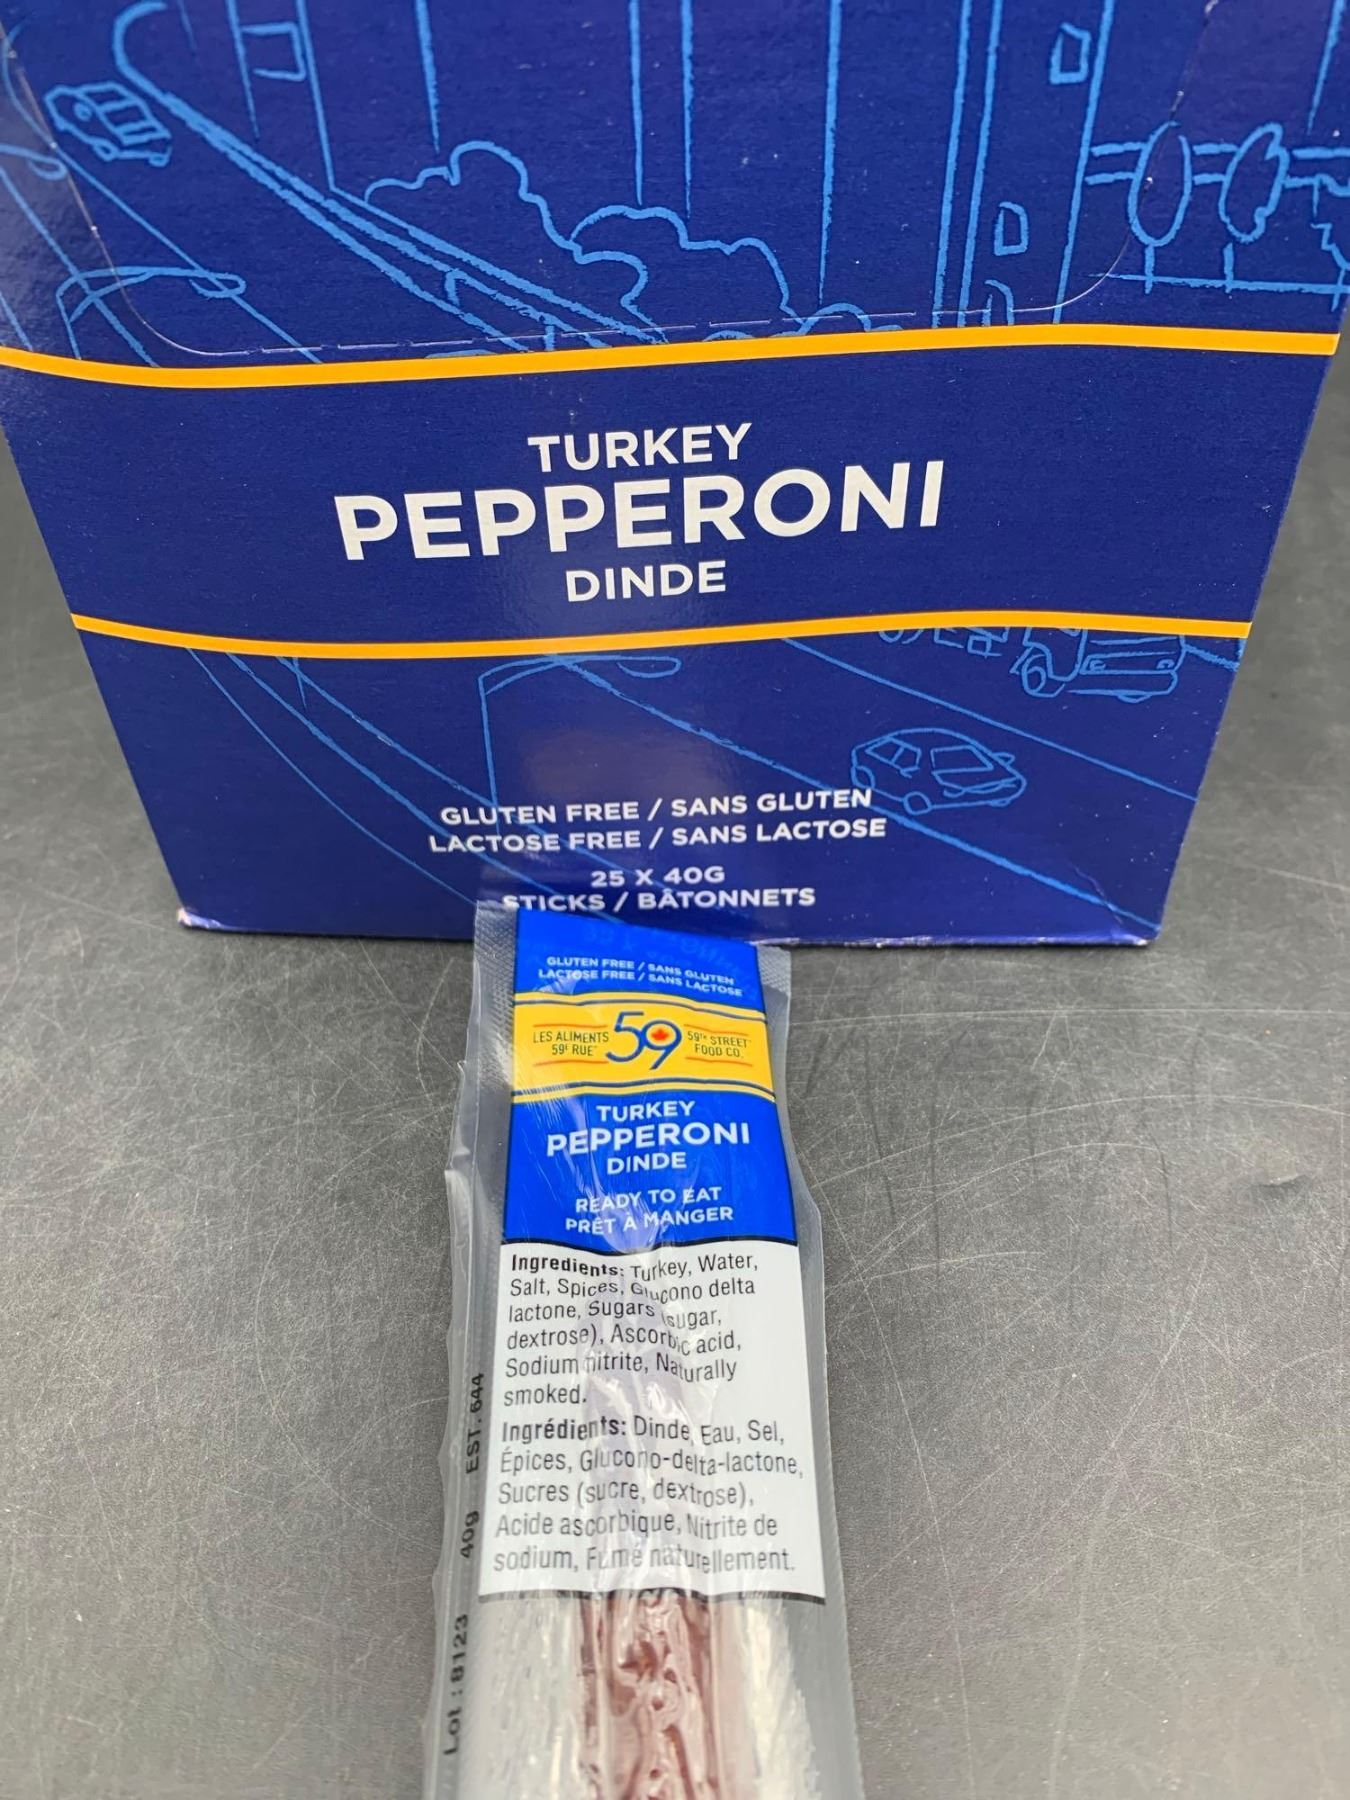 TURKEY
PEPPERONI
DINDE
GLUTEN FREE / SANS GLUTEN
LACTOSE FREE / SANS LACTOSE
25 X 40G
STICKS / BÂTONNETS
GLUTEN FREE / SANS GLUTEN
LACTOSE FREE / SANS LACTOSE
LES ALIMENTS
59E RUE
59
59TH STREET
FOOD CO.
TURKEY
PEPPERONI
DINDE
READY TO EAT
PRÊT À MANGER
Ingredients: Turkey, Water,
Salt, Spices, Glucono delta
lactone, Sugars (sugar,
dextrose), Ascorbic acid,
Sodium nitrite, Naturally
smoked.
Ingrédients: Dinde, Eau, Sel,
Épices, Glucono-delta-lactone,
Sucres (sucre, dextrose),
Acide ascorbique, Nitrite de
sodium, Fumé naturellement.
Lot : 8123 40g EST. 644